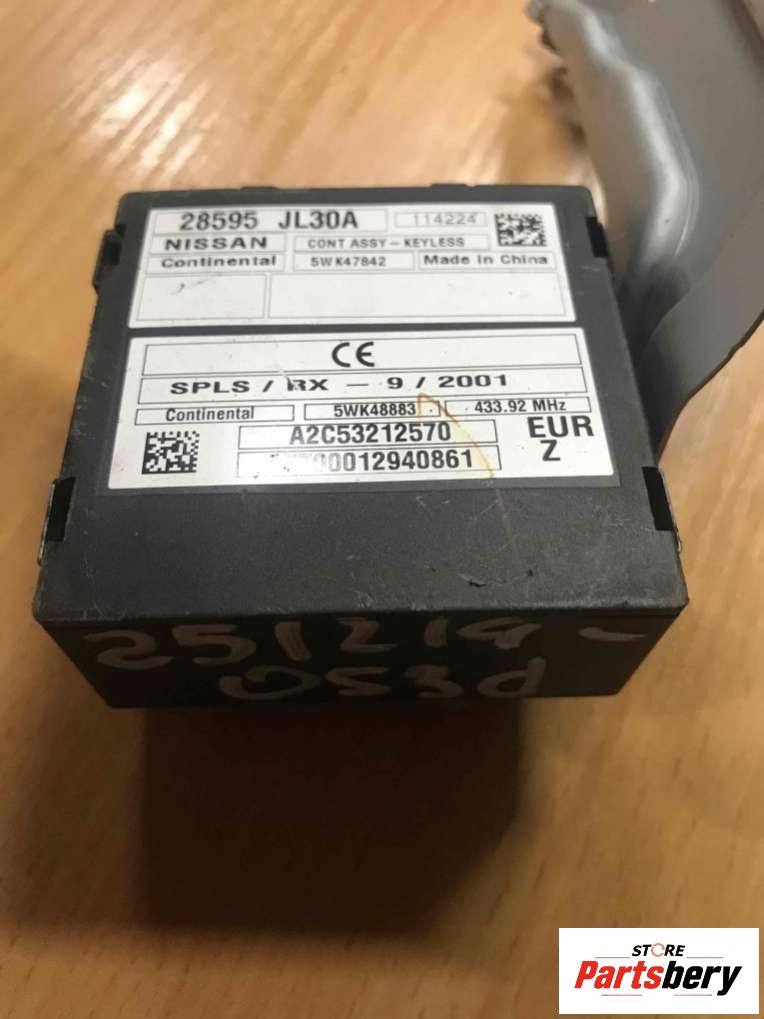 28595 JL30A 114224
NISSAN CONT ASSY-KEYLESS
Continental 5WK47842 Made in China
CE
SPLS / RX - 9 / 2001
Continental 5WK48883 433.92 MHz
A2C53212570 EUR
00012940861 Z
STORE
Partsbery